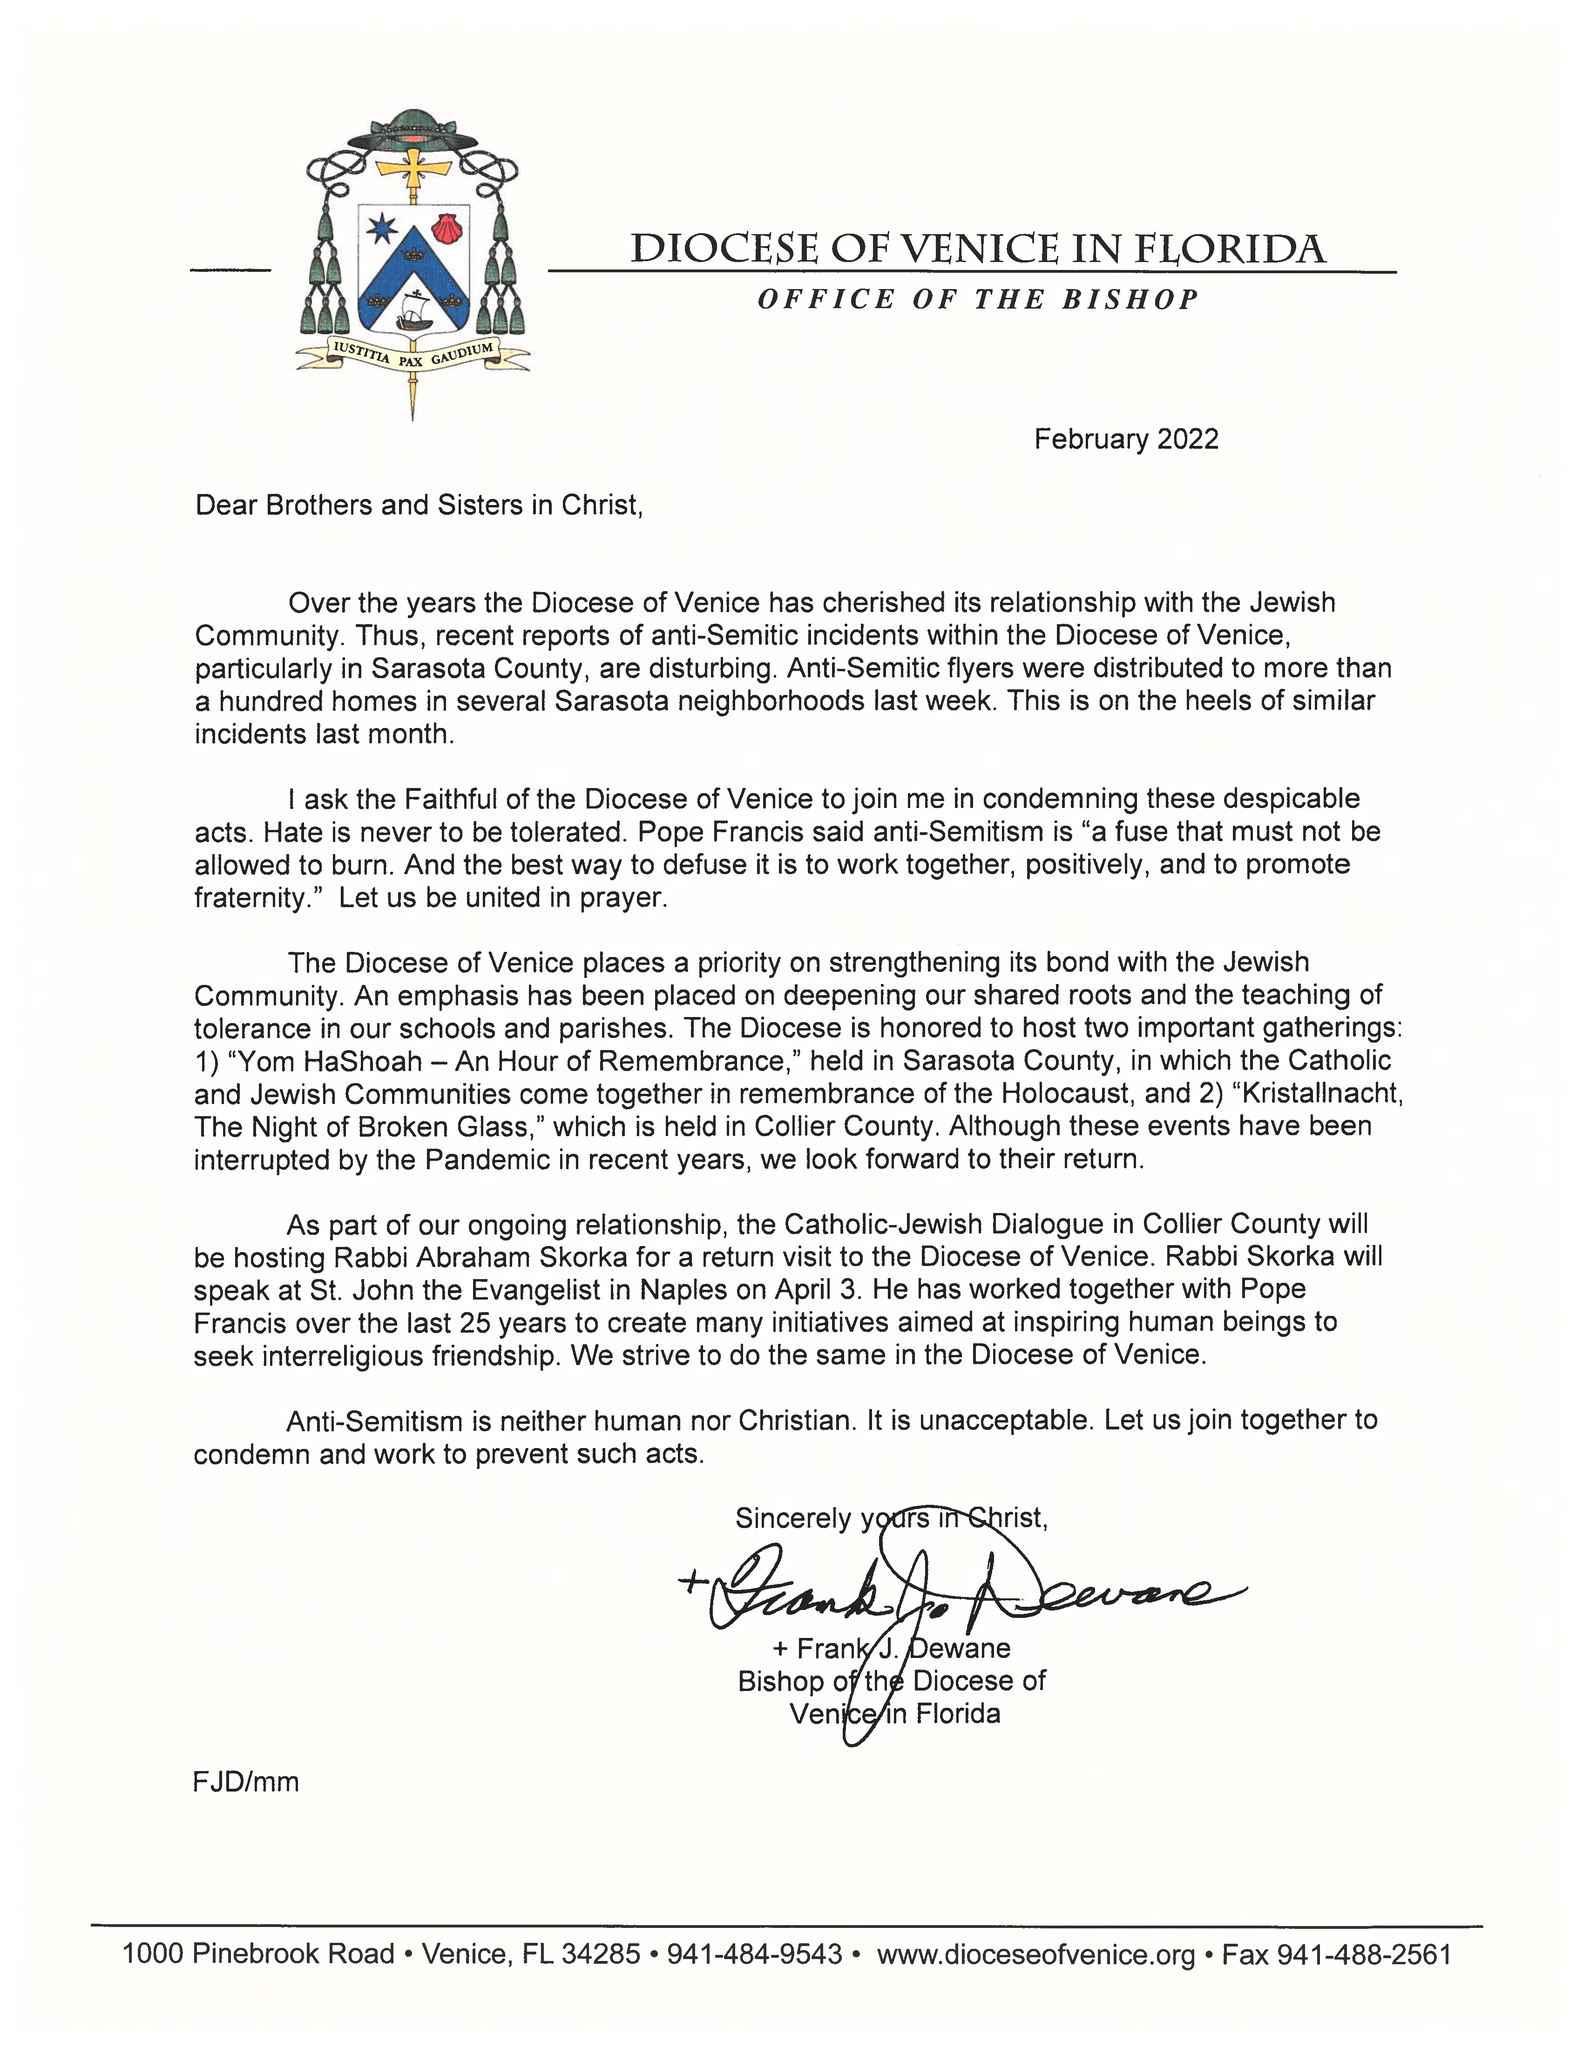 DIOCESE OF VENICE IN FLORIDA
OFFICE OF THE BISHOP
IUSTITIA PAX GAUDIUM
February 2022
Dear Brothers and Sisters in Christ,
Over the years the Diocese of Venice has cherished its relationship with the Jewish
Community. Thus, recent reports of anti-Semitic incidents within the Diocese of Venice,
particularly in Sarasota County, are disturbing. Anti-Semitic flyers were distributed to more than
a hundred homes in several Sarasota neighborhoods last week. This is on the heels of similar
incidents last month.
I ask the Faithful of the Diocese of Venice to join me in condemning these despicable
acts. Hate is never to be tolerated. Pope Francis said anti-Semitism is “a fuse that must not be
allowed to burn. And the best way to defuse it is to work together, positively, and to promote
fraternity.”  Let us be united in prayer.
The Diocese of Venice places a priority on strengthening its bond with the Jewish
Community. An emphasis has been placed on deepening our shared roots and the teaching of
tolerance in our schools and parishes. The Diocese is honored to host two important gatherings:
1) “Yom HaShoah – An Hour of Remembrance,” held in Sarasota County, in which the Catholic
and Jewish Communities come together in remembrance of the Holocaust, and 2) “Kristallnacht,
The Night of Broken Glass,” which is held in Collier County. Although these events have been
interrupted by the Pandemic in recent years, we look forward to their return.
As part of our ongoing relationship, the Catholic-Jewish Dialogue in Collier County will
be hosting Rabbi Abraham Skorka for a return visit to the Diocese of Venice. Rabbi Skorka will
speak at St. John the Evangelist in Naples on April 3. He has worked together with Pope
Francis over the last 25 years to create many initiatives aimed at inspiring human beings to
seek interreligious friendship. We strive to do the same in the Diocese of Venice.
Anti-Semitism is neither human nor Christian. It is unacceptable. Let us join together to
condemn and work to prevent such acts.
Sincerely yours in Christ,
+ Frank J. Dewane
+ Frank J. Dewane
Bishop of the Diocese of
Venice in Florida
FJD/mm
1000 Pinebrook Road • Venice, FL 34285 • 941-484-9543 • www.dioceseofvenice.org • Fax 941-488-2561